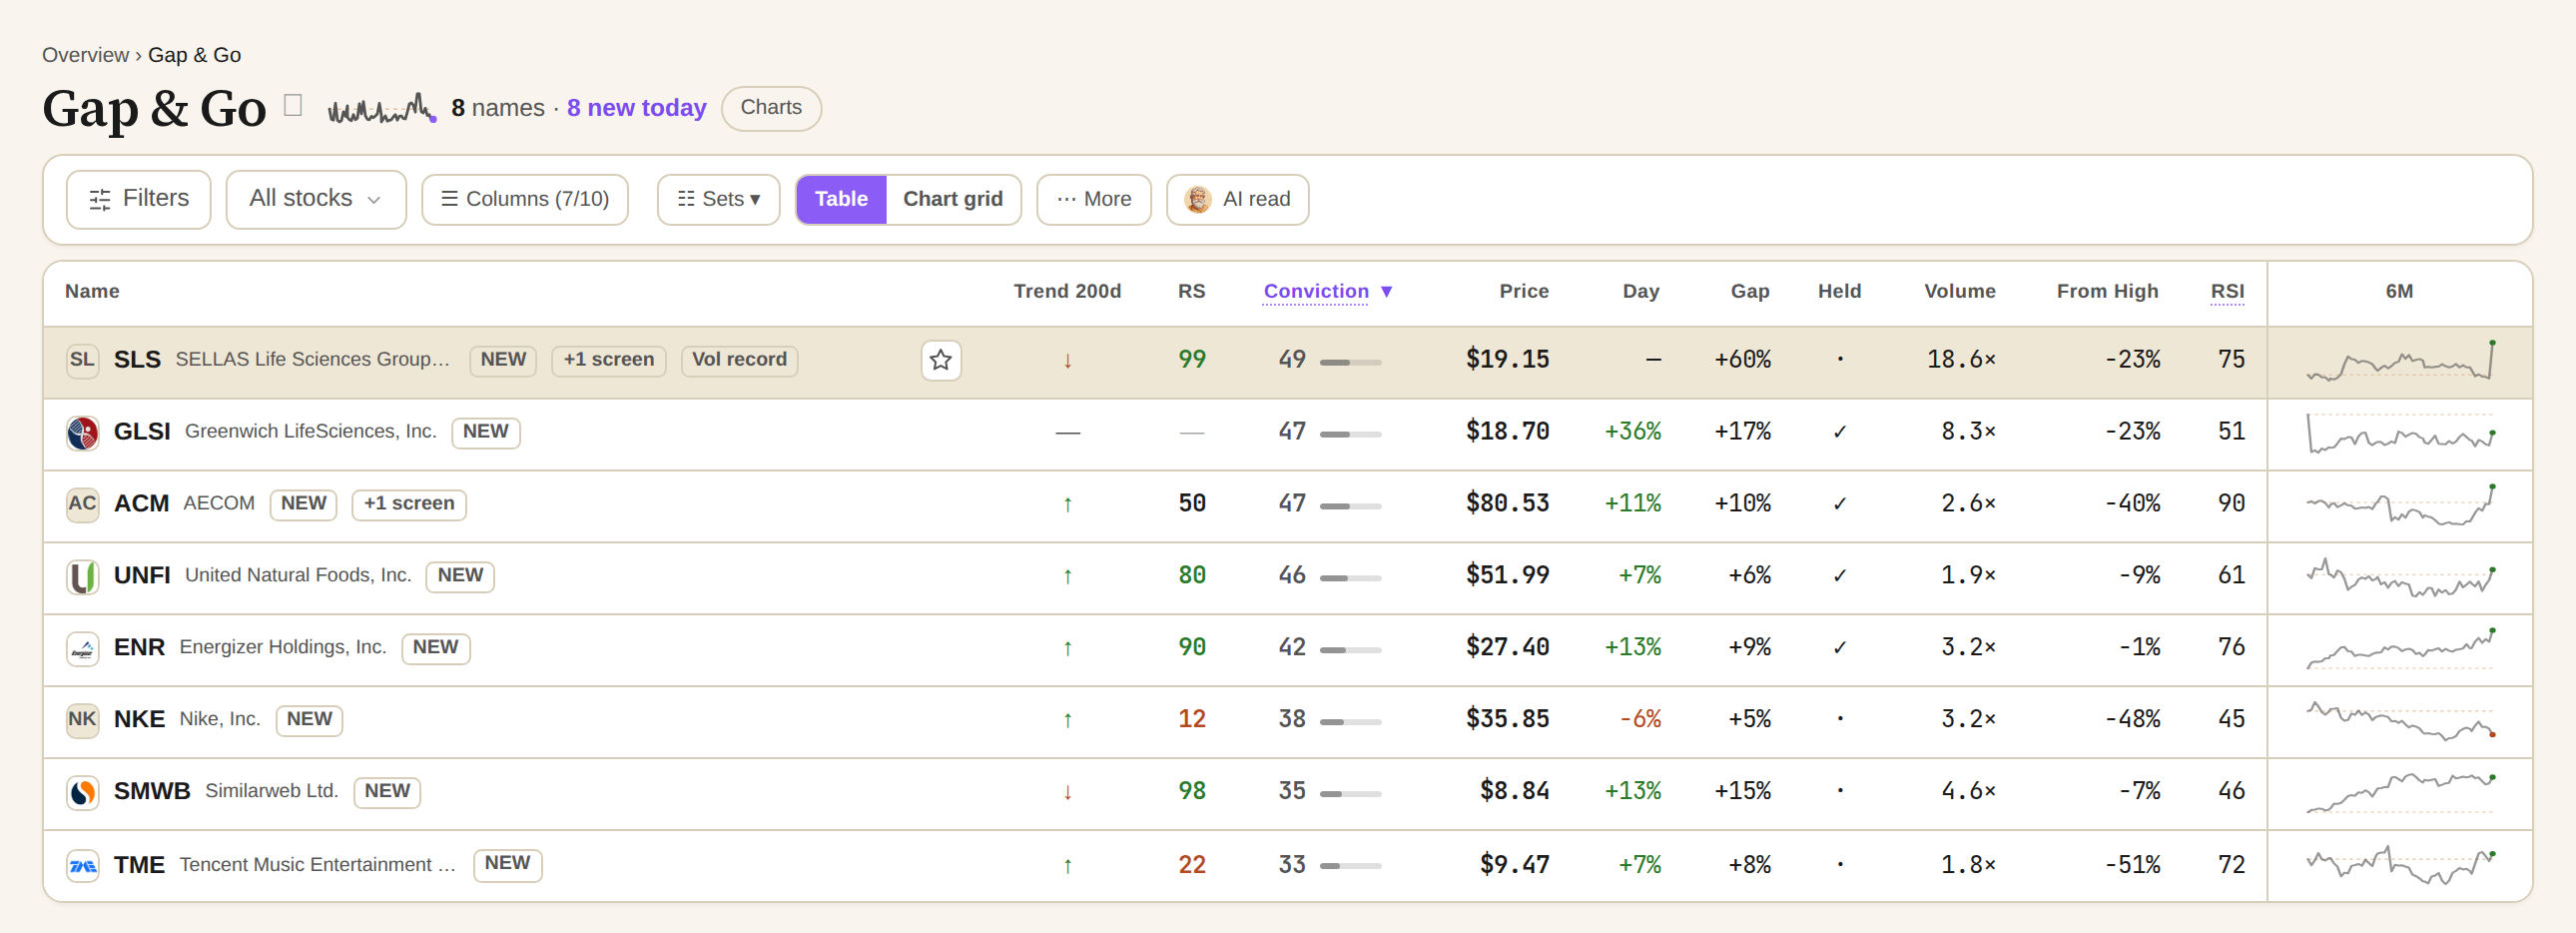 Overview › Gap & Go
Gap & Go 8 names · 8 new today Charts
Filters All stocks Columns (7/10) Sets ▾ Table Chart grid ··· More AI read
Name Trend 200d RS Conviction ▼ Price Day Gap Held Volume From High RSI 6M
SL SLS SELLAS Life Sciences Group… NEW +1 screen Vol record ↓ 99 49 $19.15 — +60% · 18.6× -23% 75
GLSI Greenwich LifeSciences, Inc. NEW — — 47 $18.70 +36% +17% ✓ 8.3× -23% 51
AC ACM AECOM NEW +1 screen ↑ 50 47 $80.53 +11% +10% ✓ 2.6× -40% 90
UNFI United Natural Foods, Inc. NEW ↑ 80 46 $51.99 +7% +6% ✓ 1.9× -9% 61
ENR Energizer Holdings, Inc. NEW ↑ 90 42 $27.40 +13% +9% ✓ 3.2× -1% 76
NK NKE Nike, Inc. NEW ↑ 12 38 $35.85 -6% +5% · 3.2× -48% 45
SMWB Similarweb Ltd. NEW ↓ 98 35 $8.84 +13% +15% · 4.6× -7% 46
TME Tencent Music Entertainment … NEW ↑ 22 33 $9.47 +7% +8% · 1.8× -51% 72